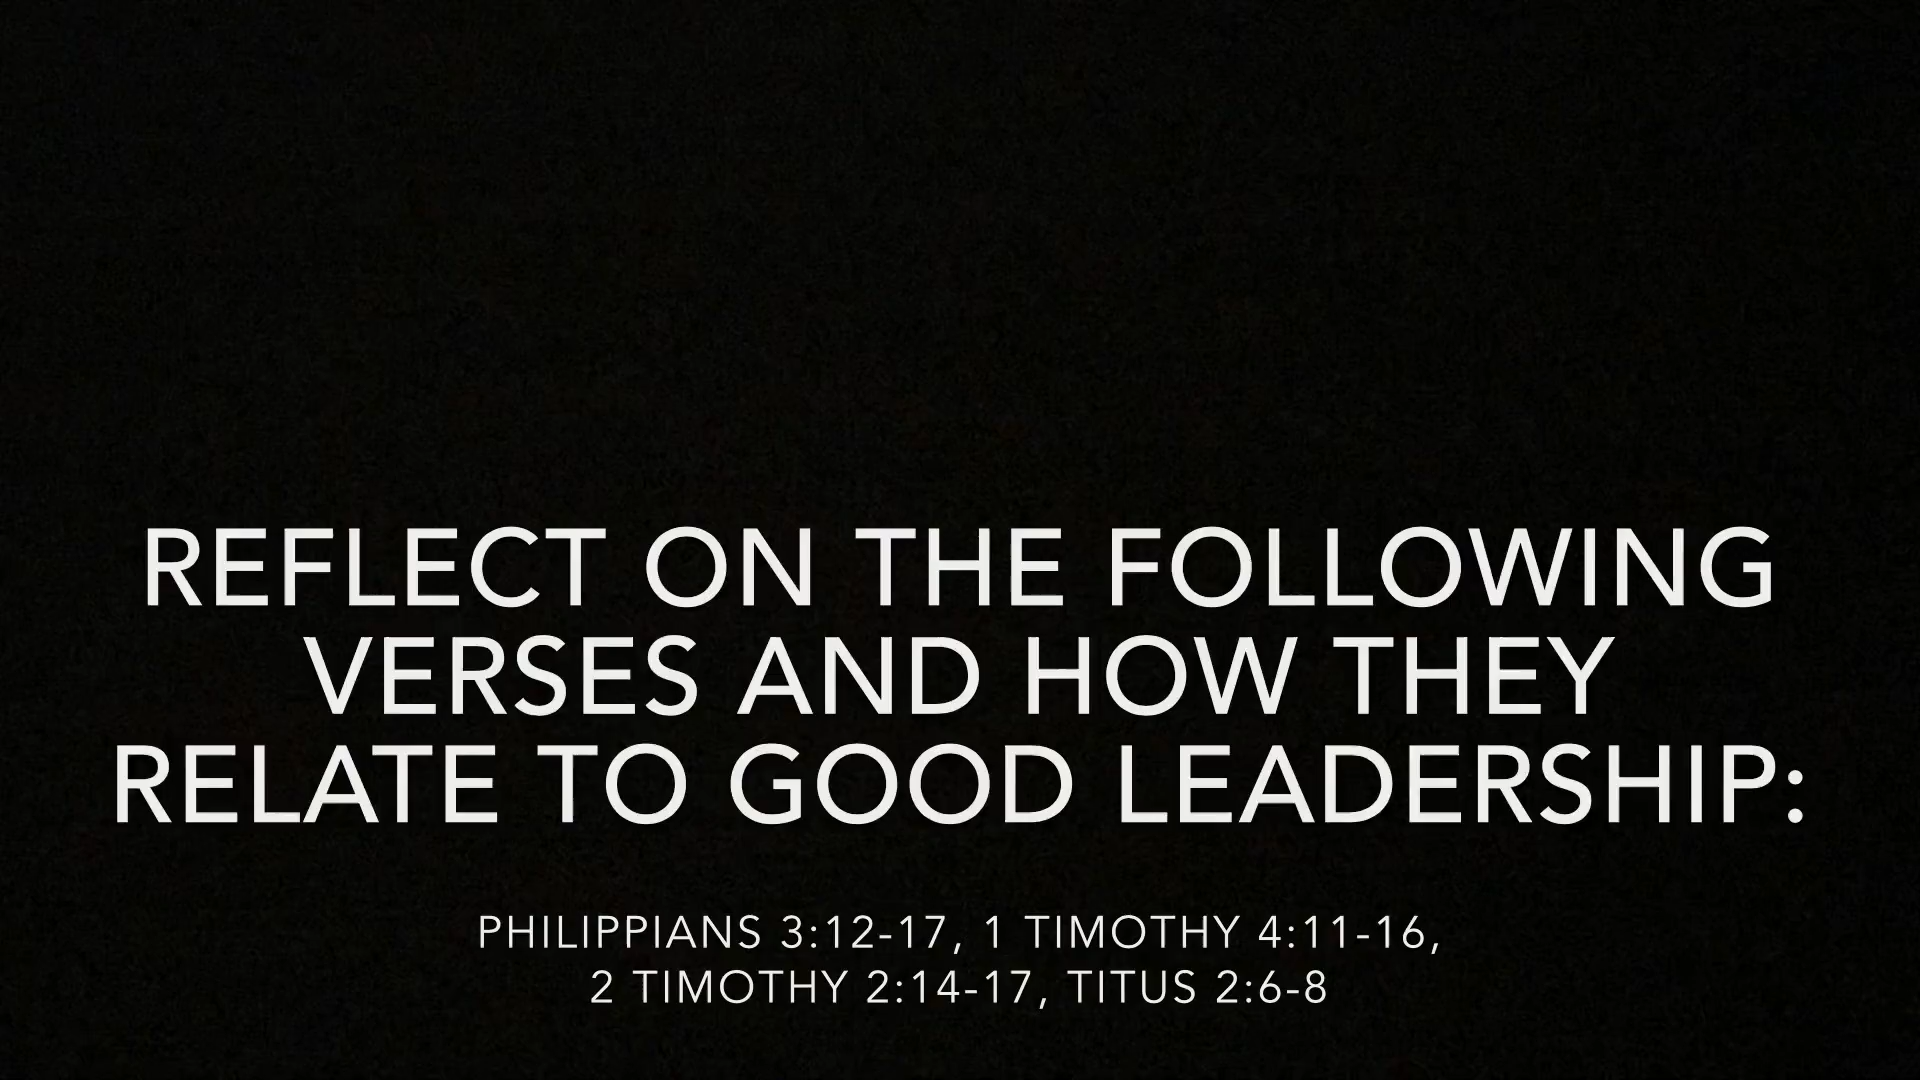 REFLECT ON THE FOLLOWING
VERSES AND HOW THEY
RELATE TO GOOD LEADERSHIP:
PHILIPPIANS 3:12-17, 1 TIMOTHY 4:11-16,
2 TIMOTHY 2:14-17, TITUS 2:6-8